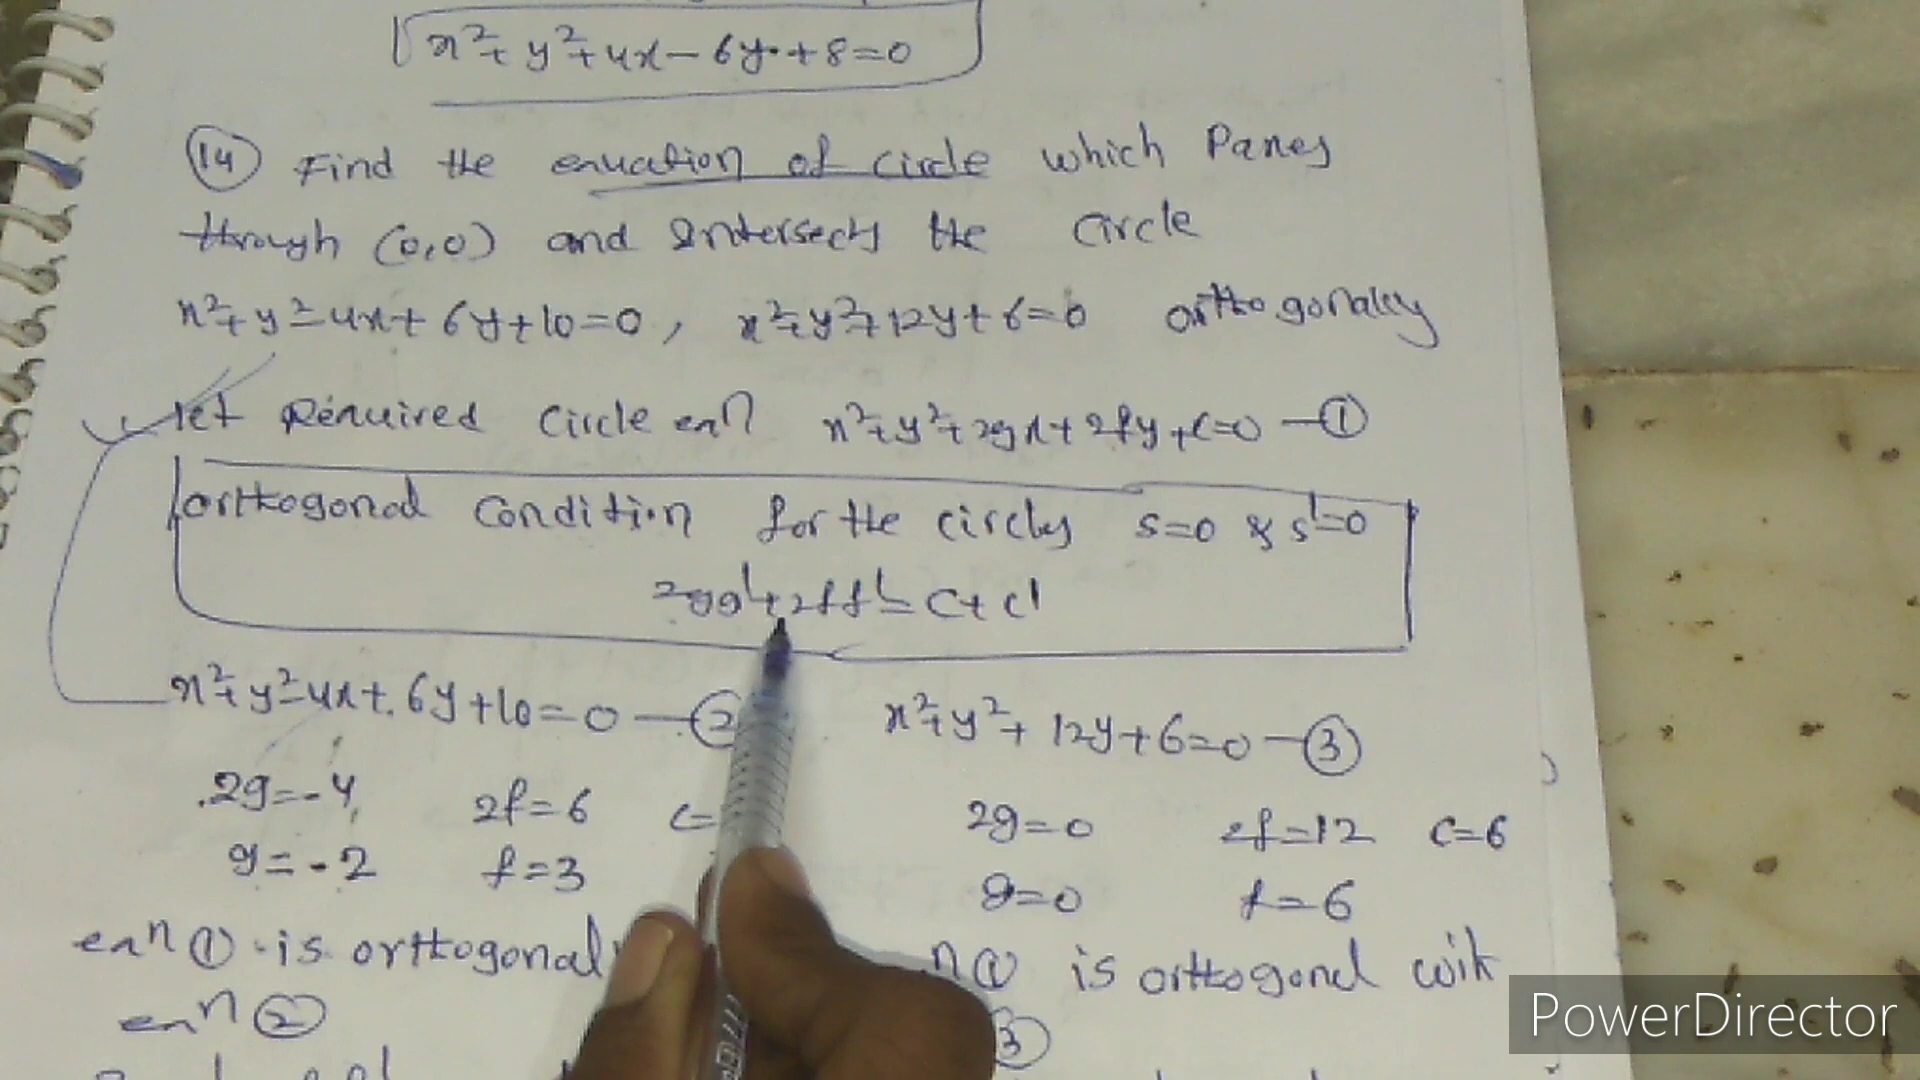 x²+y²+4x-6y+8=0
14 Find the equation of circle which Passes
through (0,0) and Intersects the circle
x²+y²-4x+6y+10=0, x²+y²+12y+6=0 orthogonally
let Required circle eqn x²+y²+2gx+2fy+c=0 —①
orthogonal condition for the circles s=0 & s'=0
2gg'+2ff'=c+c'
x²+y²-4x+6y+10=0 —②
x²+y²+12y+6=0 —③
2g=-4 2f=6 c=
2g=0 2f=12 c=6
g=-2 f=3
g=0 f=6
eqn ① is orthogonal
n ① is orthogonal with
eqn ②
3
PowerDirector